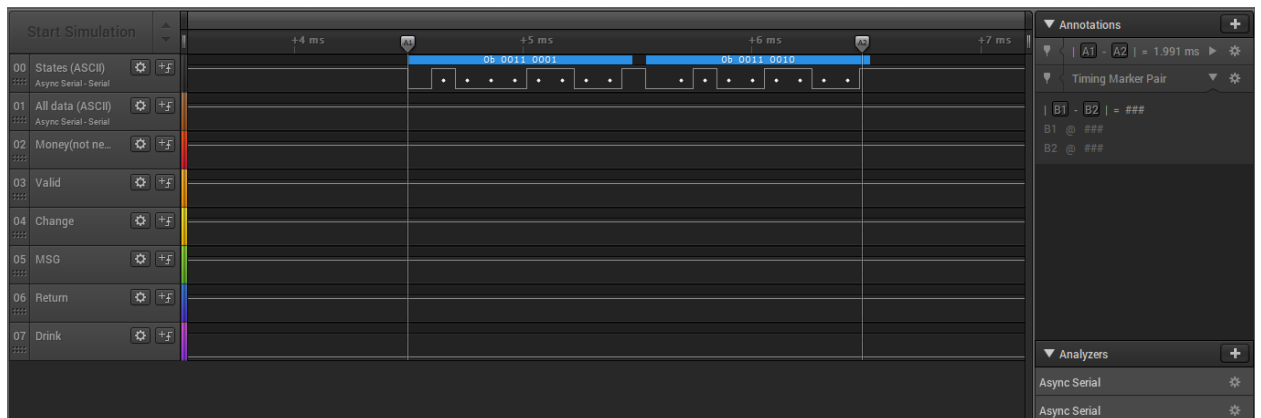 Start Simulation
+4 ms
A1
+5 ms
+6 ms
A2
+7 ms
0b 0011 0001
0b 0011 0010
00 States (ASCII)
Async Serial - Serial
01 All data (ASCII)
Async Serial - Serial
02 Money(not ne...
03 Valid
04 Change
05 MSG
06 Return
07 Drink
Annotations
| A1 - A2 | = 1.991 ms
Timing Marker Pair
| B1 - B2 | = ###
B1 @ ###
B2 @ ###
Analyzers
Async Serial
Async Serial